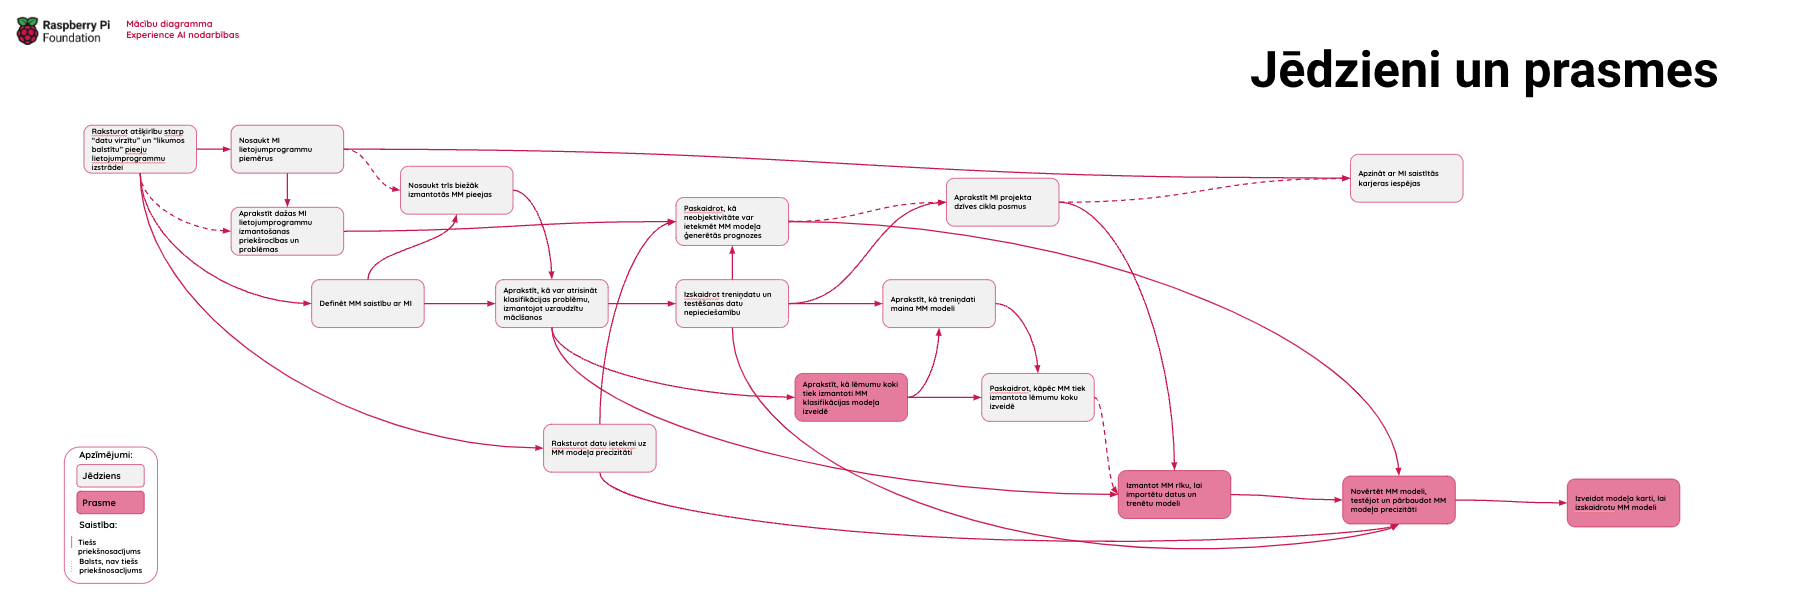 Raspberry Pi
Foundation
Mācību diagramma
Experience AI nodarbības
Jēdzieni un prasmes
Raksturot atšķirību starp
"datu virzītu" un "likumos
balstītu" pieeju
lietojumprogrammu
izstrādei
Nosaukt MI
lietojumprogrammu
piemērus
Aprakstīt dažas MI
lietojumprogrammu
izmantošanas
priekšrocības un
problēmas
Nosaukt trīs biežāk
izmantotās MM pieejas
Definēt MM saistību ar MI
Aprakstīt, kā var atrisināt
klasifikācijas problēmu,
izmantojot uzraudzītu
mācīšanos
Paskaidrot, kā
neobjektivitāte var
ietekmēt MM modeļa
ģenerētās prognozes
Izskaidrot treniņdatu un
testēšanas datu
nepieciešamību
Aprakstīt MI projekta
dzīves cikla posmus
Aprakstīt, kā treniņdati
maina MM modeli
Apzināt ar MI saistītās
karjeras iespējas
Aprakstīt, kā lēmumu koki
tiek izmantoti MM
klasifikācijas modeļa
izveidē
Paskaidrot, kāpēc MM tiek
izmantota lēmumu koku
izveidē
Raksturot datu ietekmi uz
MM modeļa precizitāti
Izmantot MM rīku, lai
importētu datus un
trenētu modeli
Novērtēt MM modeli,
testējot un pārbaudot MM
modeļa precizitāti
Izveidot modeļa karti, lai
izskaidrotu MM modeli
Apzīmējumi:
Jēdziens
Prasme
Saistība:
Tiešs
priekšnosacījums
Balsts, nav tiešs
priekšnosacījums